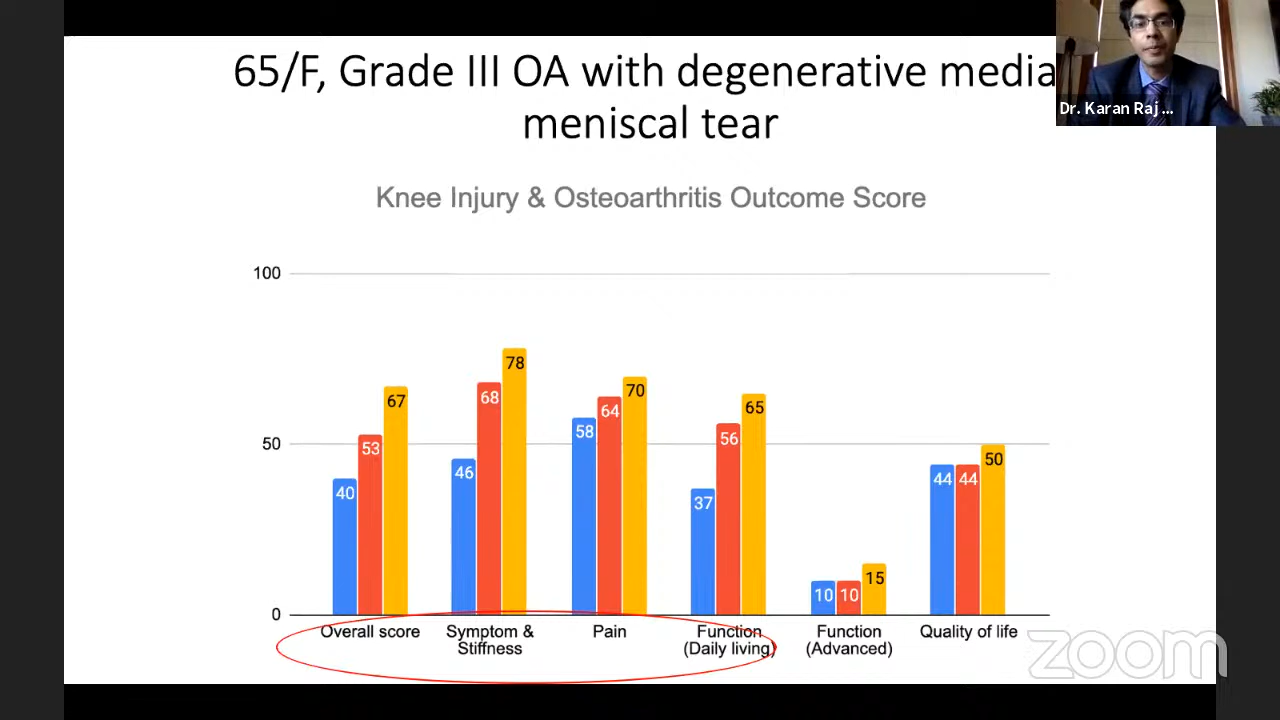 65/F, Grade III OA with degenerative media
meniscal tear
Dr. Karan Raj ...
Knee Injury & Osteoarthritis Outcome Score
100
50
0
40
53
67
46
68
78
58
64
70
37
56
65
10
10
15
44
44
50
Overall score
Symptom &
Stiffness
Pain
Function
(Daily living)
Function
(Advanced)
Quality of life
zoom